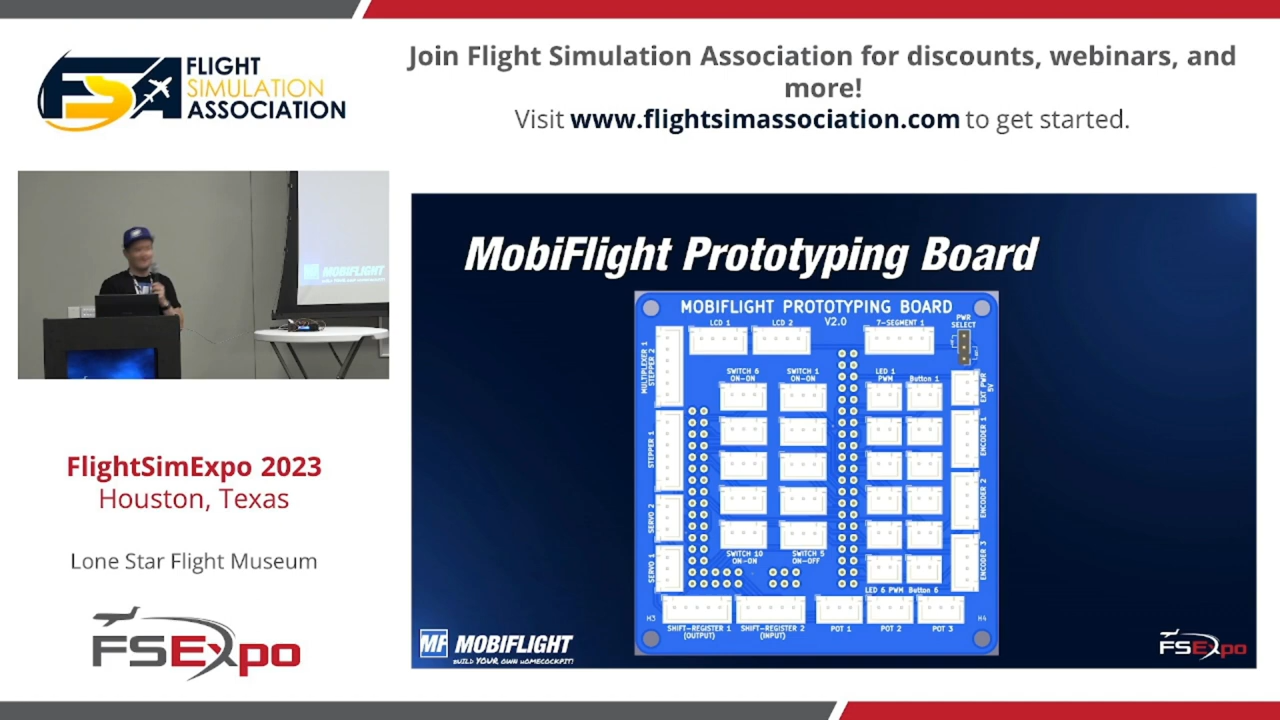 FLIGHT
SIMULATION
ASSOCIATION
Join Flight Simulation Association for discounts, webinars, and
more!
Visit www.flightsimassociation.com to get started.
MOBIFLIGHT
FlightSimExpo 2023
Houston, Texas
Lone Star Flight Museum
FSExpo
MobiFlight Prototyping Board
MOBIFLIGHT PROTOTYPING BOARD
V2.0
PWR
SELECT
LCD 1
LCD 2
7-SEGMENT 1
MULTIPLEXER 1
STEPPER 2
SWITCH 6
ON-ON
SWITCH 1
ON-ON
LED 1
PWM
Button 1
EXT PWR
5V
STEPPER 1
ENCODER 1
SERVO 2
ENCODER 2
SERVO 1
ENCODER 3
SWITCH 10
ON-ON
SWITCH 5
ON-OFF
LED 6 PWM
Button 6
H3
SHIFT-REGISTER 1
(OUTPUT)
SHIFT-REGISTER 2
(INPUT)
POT 1
POT 2
POT 3
H4
MF MOBIFLIGHT
BUILD YOUR OWN HOMECOCKPIT!
FSExpo